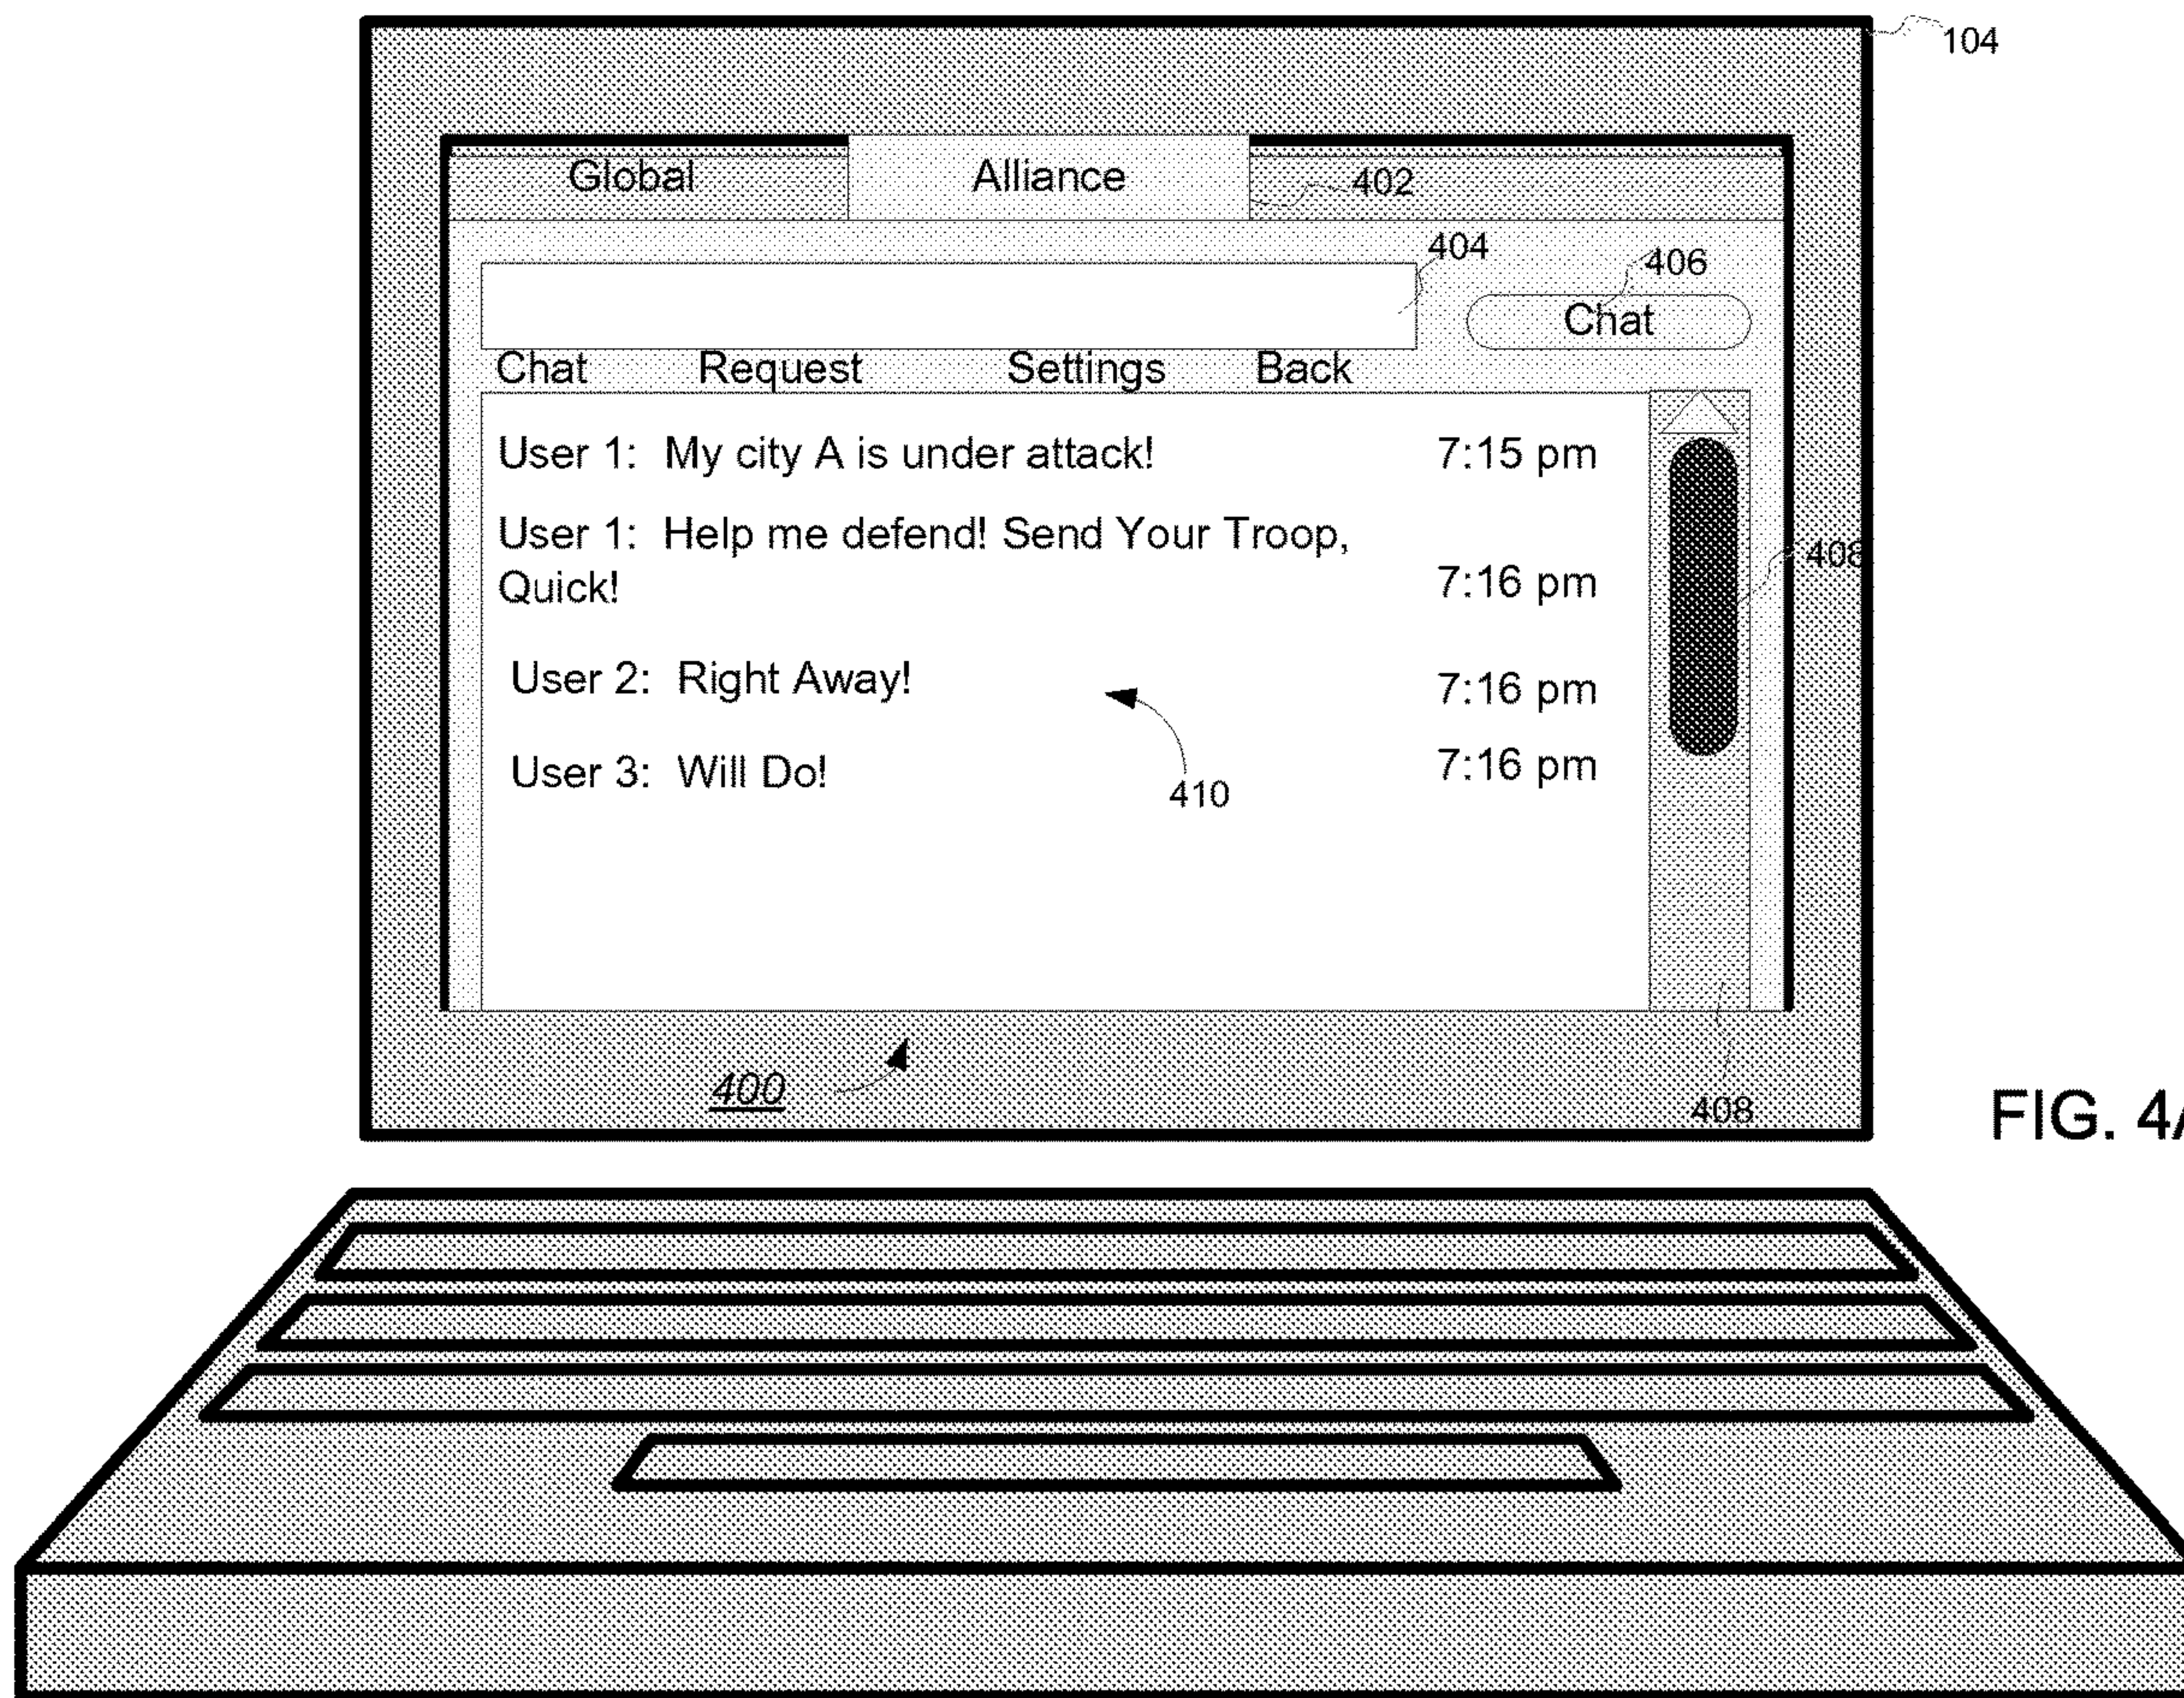 104
Global Alliance
402
404
406
Chat
Chat Request Settings Back
User 1: My city A is under attack! 7:15 pm
User 1: Help me defend! Send Your Troop,
Quick! 7:16 pm
408
User 2: Right Away! 7:16 pm
User 3: Will Do! 7:16 pm
410
400
408
FIG. 4A